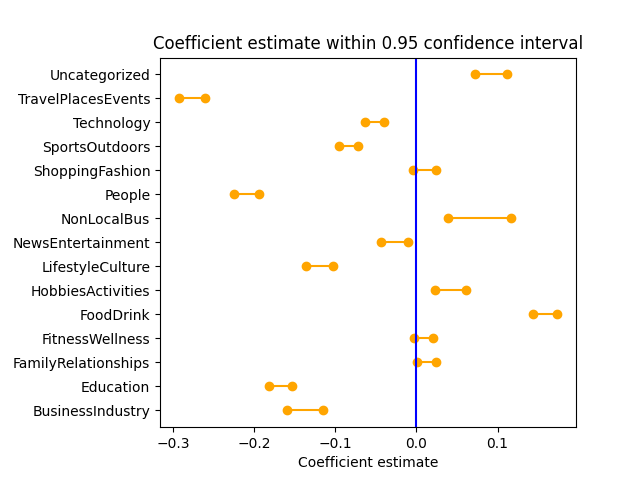 Coefficient estimate within 0.95 confidence interval
Uncategorized
TravelPlacesEvents
Technology
SportsOutdoors
ShoppingFashion
People
NonLocalBus
NewsEntertainment
LifestyleCulture
HobbiesActivities
FoodDrink
FitnessWellness
FamilyRelationships
Education
BusinessIndustry
−0.3 −0.2 −0.1 0.0 0.1
Coefficient estimate